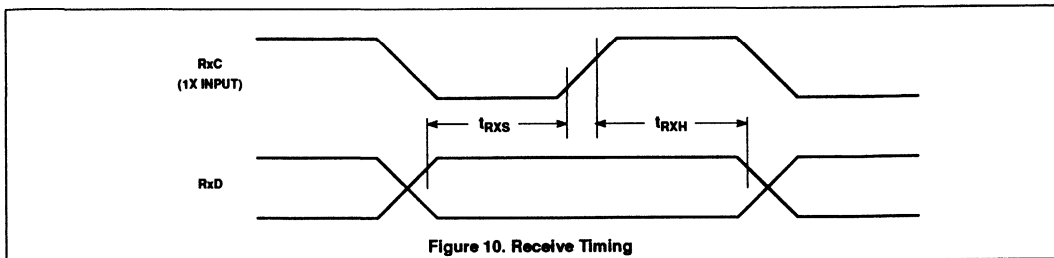 RxC
(1X INPUT)
tRXS
tRXH
RxD
Figure 10. Receive Timing